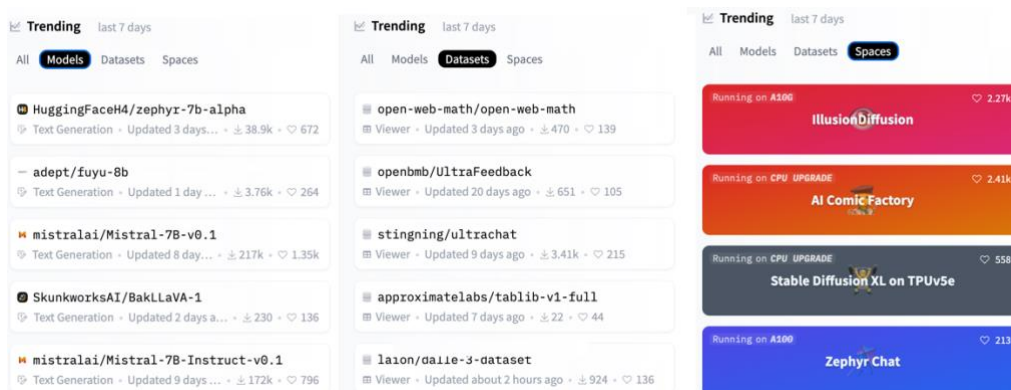 Trending last 7 days
All Models Datasets Spaces
HuggingFaceH4/zephyr-7b-alpha
Text Generation • Updated 3 days... • 38.9k • 672
adept/fuyu-8b
Text Generation • Updated 1 day ... • 3.76k • 264
mistralai/Mistral-7B-v0.1
Text Generation • Updated 8 day... • 217k • 1.35k
SkunkworksAI/BakLLaVA-1
Text Generation • Updated 2 days a... • 230 • 136
mistralai/Mistral-7B-Instruct-v0.1
Text Generation • Updated 9 days ... • 172k • 796
Trending last 7 days
All Models Datasets Spaces
open-web-math/open-web-math
Viewer • Updated 3 days ago • 470 • 139
openbmb/UltraFeedback
Viewer • Updated 20 days ago • 651 • 105
stingning/ultrachat
Viewer • Updated 9 days ago • 3.41k • 215
approximatelabs/tablib-v1-full
Viewer • Updated 7 days ago • 22 • 44
laion/dalle-3-dataset
Viewer • Updated about 2 hours ago • 924 • 136
Trending last 7 days
All Models Datasets Spaces
Running on A10G 2.27k
IllusionDiffusion
Running on CPU UPGRADE 2.41k
AI Comic Factory
Running on CPU UPGRADE 558
Stable Diffusion XL on TPUv5e
Running on A100 213
Zephyr Chat